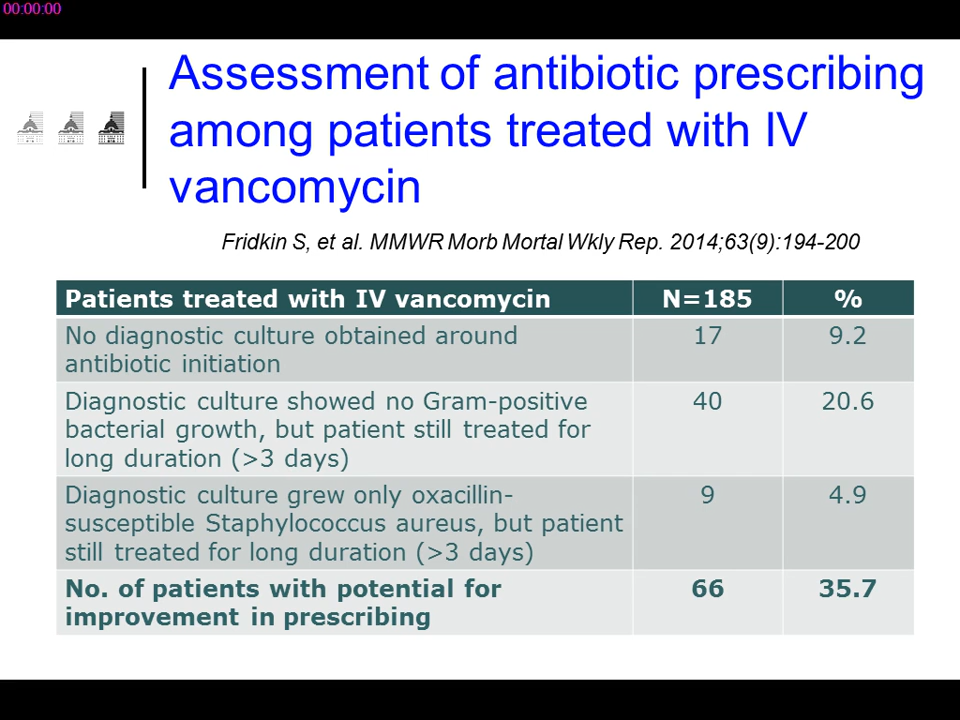 00:00:00
Assessment of antibiotic prescribing
among patients treated with IV
vancomycin
Fridkin S, et al. MMWR Morb Mortal Wkly Rep. 2014;63(9):194-200
Patients treated with IV vancomycin N=185 %
No diagnostic culture obtained around 17 9.2
antibiotic initiation
Diagnostic culture showed no Gram-positive 40 20.6
bacterial growth, but patient still treated for
long duration (>3 days)
Diagnostic culture grew only oxacillin- 9 4.9
susceptible Staphylococcus aureus, but patient
still treated for long duration (>3 days)
No. of patients with potential for 66 35.7
improvement in prescribing